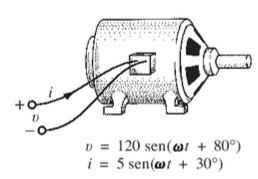 i
+
υ
−
υ = 120 sen(ωt + 80°)
i = 5 sen(ωt + 30°)